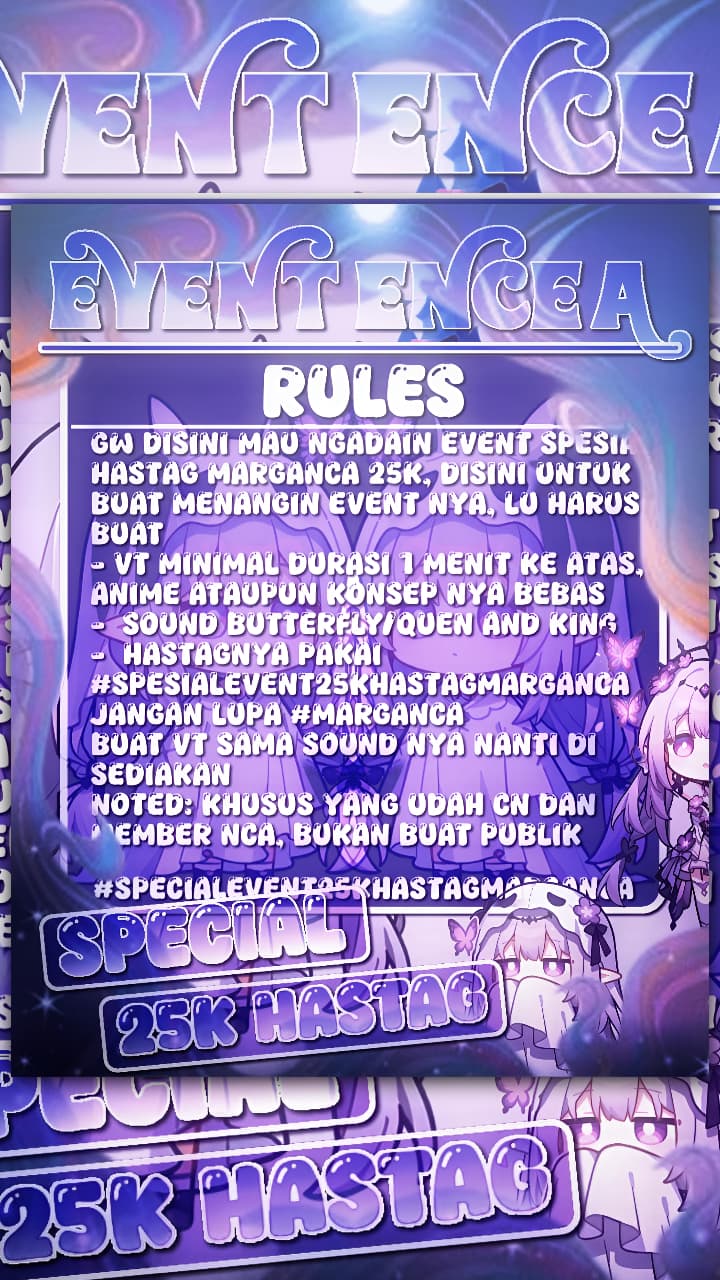 VENT ENCEA
EVENT ENCEA
RULES
GW DISINI MAU NGADAIN EVENT
HASTAG MARGANCA 25K, DISINI UNTUK
BUAT MENANGIN EVENT NYA, LU HARUS
BUAT
- VT MINIMAL DURASI 1 MENIT KE ATAS,
ANIME ATAUPUN KONSEP NYA BEBAS
- SOUND BUTTERFLY/QUEN AND KING
- HASTAGNYA PAKAI
#SPESIALEVENT25KHASTAGMARGANCA
JANGAN LUPA #MARGANCA
BUAT VT SAMA SOUND NYA NANTI DI
SEDIAKAN
NOTED: KHUSUS YANG UDAH CN DAN
MEMBER NCA, BUKAN BUAT PUBLIK
#SPECIALEVENT25KHASTAGMARGANCA
SPECIAL
25K HASTAG
PECIAL
25K HASTAG